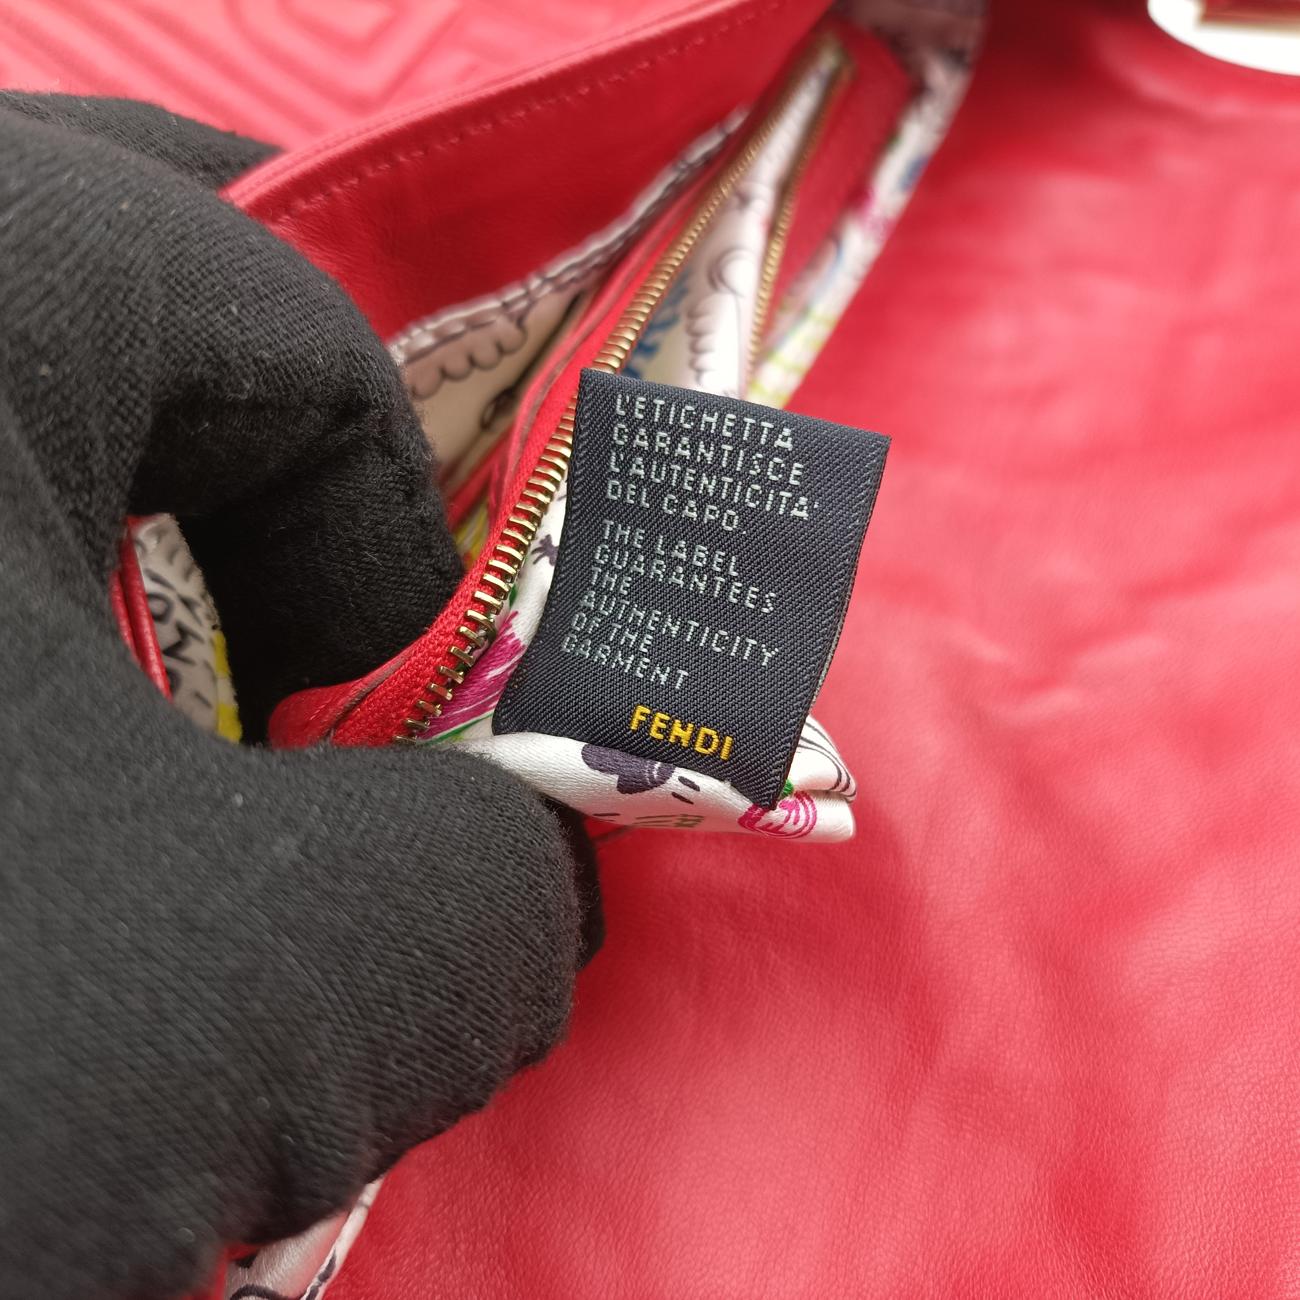 L'ETICHETTA
GARANTISCE
L'AUTENTICITA'
DEL CAPO.
THE LABEL
GUARANTEES
THE
AUTHENTICITY
OF THE
GARMENT
FENDI